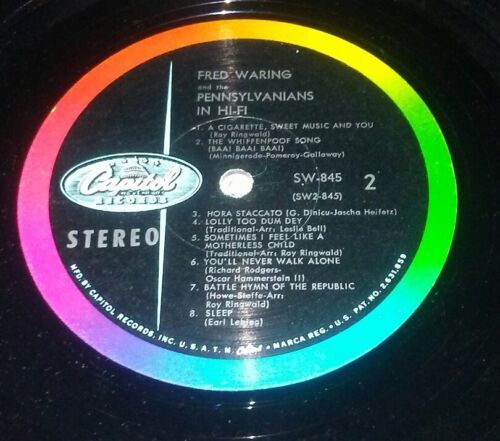 FRED WARING
and the
PENNSYLVANIANS
IN HI-FI
1. A CIGARETTE, SWEET MUSIC AND YOU
(Roy Ringwald)
2. THE WHIFFENPOOF SONG
(BAA! BAA! BAA!)
(Minnigerode-Pomeroy-Galloway)
Capitol
RECORDS
SW-845 2
(SW2-845)
STEREO
3. HORA STACCATO (G. Dinicu-Jascha Heifetz)
4. LOLLY TOO DUM DEY
(Traditional-Arr: Leslie Bell)
5. SOMETIMES I FEEL LIKE A
MOTHERLESS CHILD
(Traditional-Arr: Roy Ringwald)
6. YOU'LL NEVER WALK ALONE
(Richard Rodgers-
Oscar Hammerstein II)
7. BATTLE HYMN OF THE REPUBLIC
(Howe-Steffe-Arr:
Roy Ringwald)
8. SLEEP
(Earl Lebieg)
MFD. BY CAPITOL RECORDS, INC. U.S.A. T.M. Capitol MARCA REG. • U.S. PAT. NO. 2,631,859